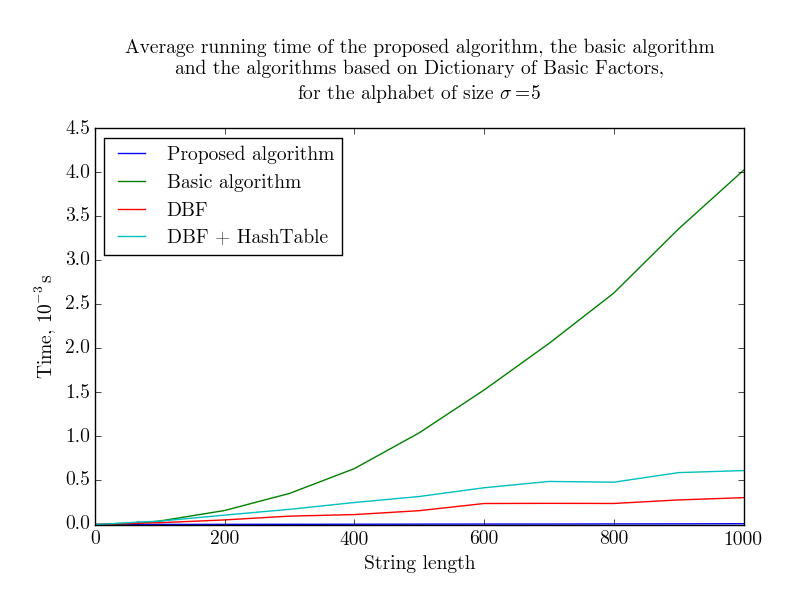 Average running time of the proposed algorithm, the basic algorithm
and the algorithms based on Dictionary of Basic Factors,
for the alphabet of size σ =5
4.5
4.0
3.5
3.0
2.5
2.0
1.5
1.0
0.5
0.0
Time, 10⁻³ s
Proposed algorithm
Basic algorithm
DBF
DBF + HashTable
0 200 400 600 800 1000
String length